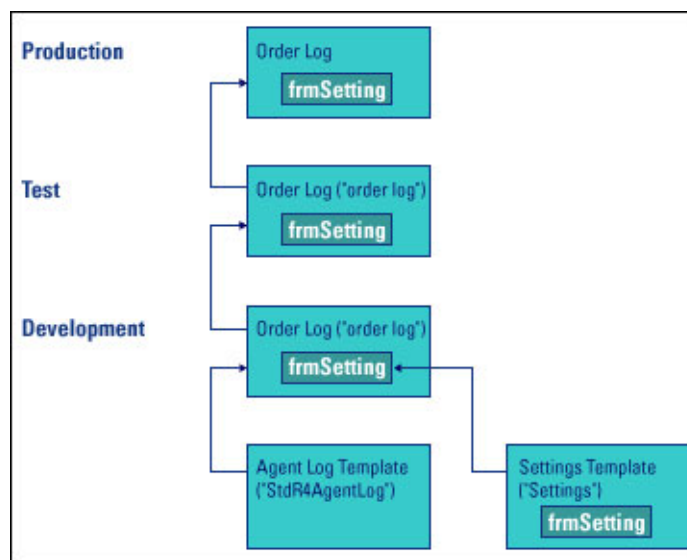 Production
Order Log
frmSetting
Test
Order Log ("order log")
frmSetting
Development
Order Log ("order log")
frmSetting
Agent Log Template
("StdR4AgentLog")
Settings Template
("Settings")
frmSetting